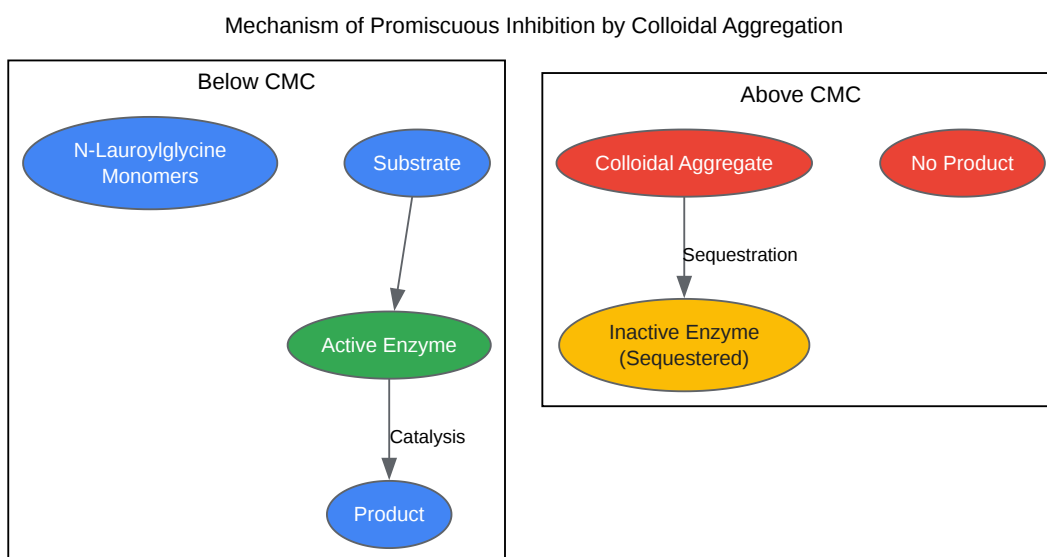 Mechanism of Promiscuous Inhibition by Colloidal Aggregation
Below CMC
N-Lauroylglycine
Monomers
Substrate
Active Enzyme
Catalysis
Product
Above CMC
Colloidal Aggregate
No Product
Sequestration
Inactive Enzyme
(Sequestered)